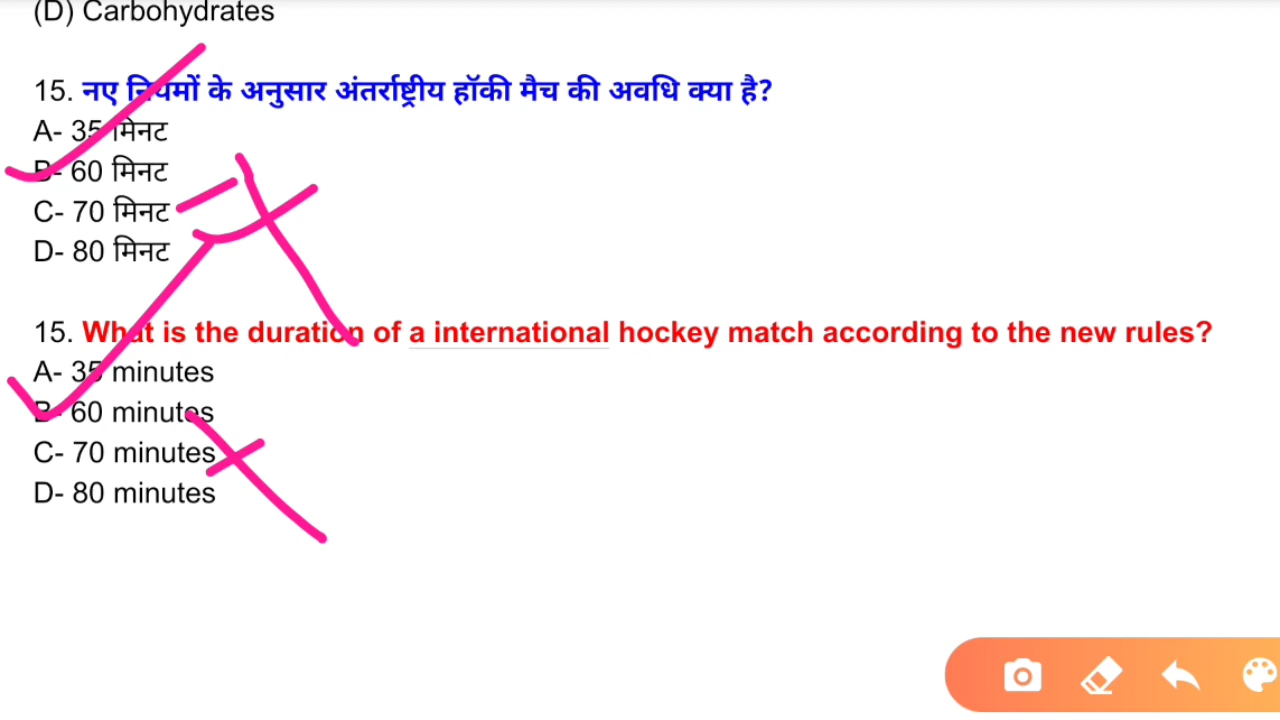 (D) Carbohydrates
15. नए नियमों के अनुसार अंतर्राष्ट्रीय हॉकी मैच की अवधि क्या है?
A- 35 मिनट
B- 60 मिनट
C- 70 मिनट
D- 80 मिनट
15. What is the duration of a international hockey match according to the new rules?
A- 35 minutes
B- 60 minutes
C- 70 minutes
D- 80 minutes